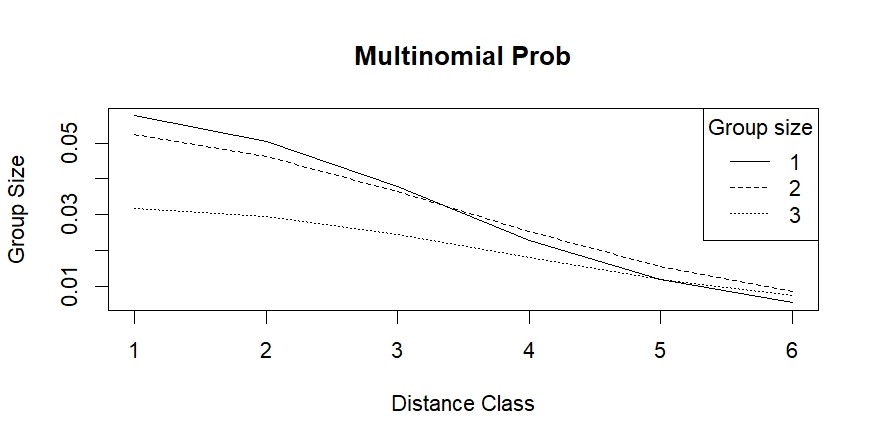 Multinomial Prob
Group Size
0.05
0.03
0.01
Group size
1
2
3
1 2 3 4 5 6
Distance Class